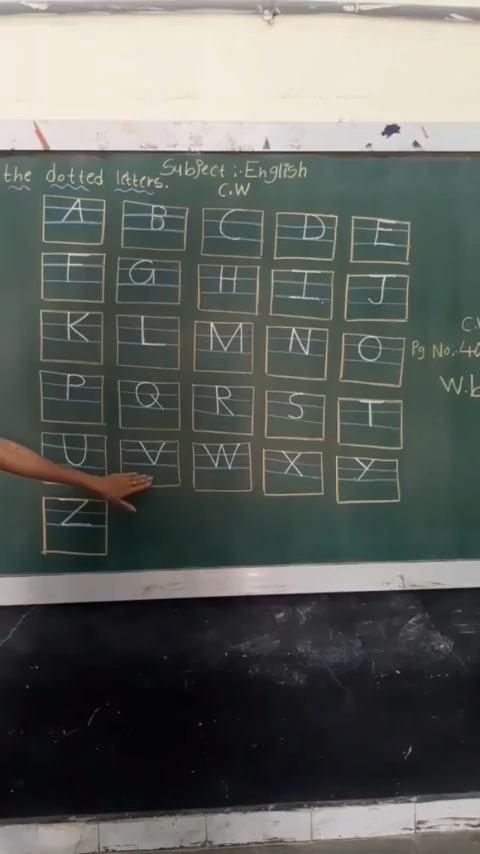 the dotted letters.
Subject :- English
C.W
A B C D E
F G H I J
K L M N O
P Q R S T
U V W X Y
Z
Pg No:-